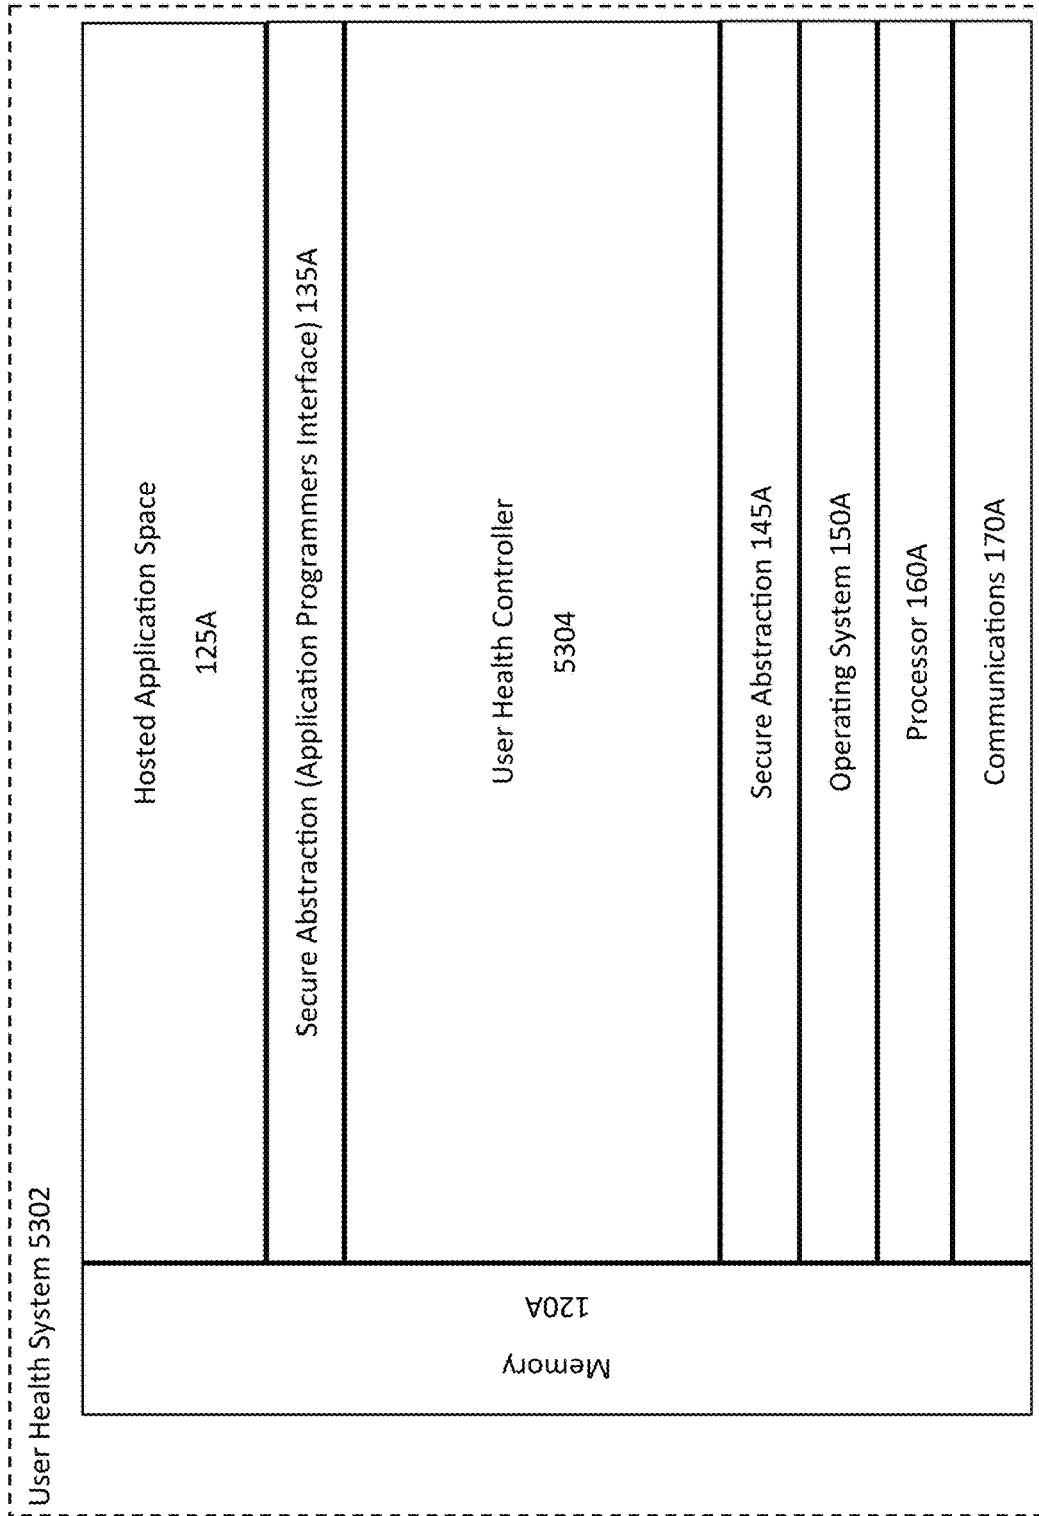 User Health System 5302
Memory
120A
Hosted Application Space
125A
Secure Abstraction (Application Programmers Interface) 135A
User Health Controller
5304
Secure Abstraction 145A
Operating System 150A
Processor 160A
Communications 170A